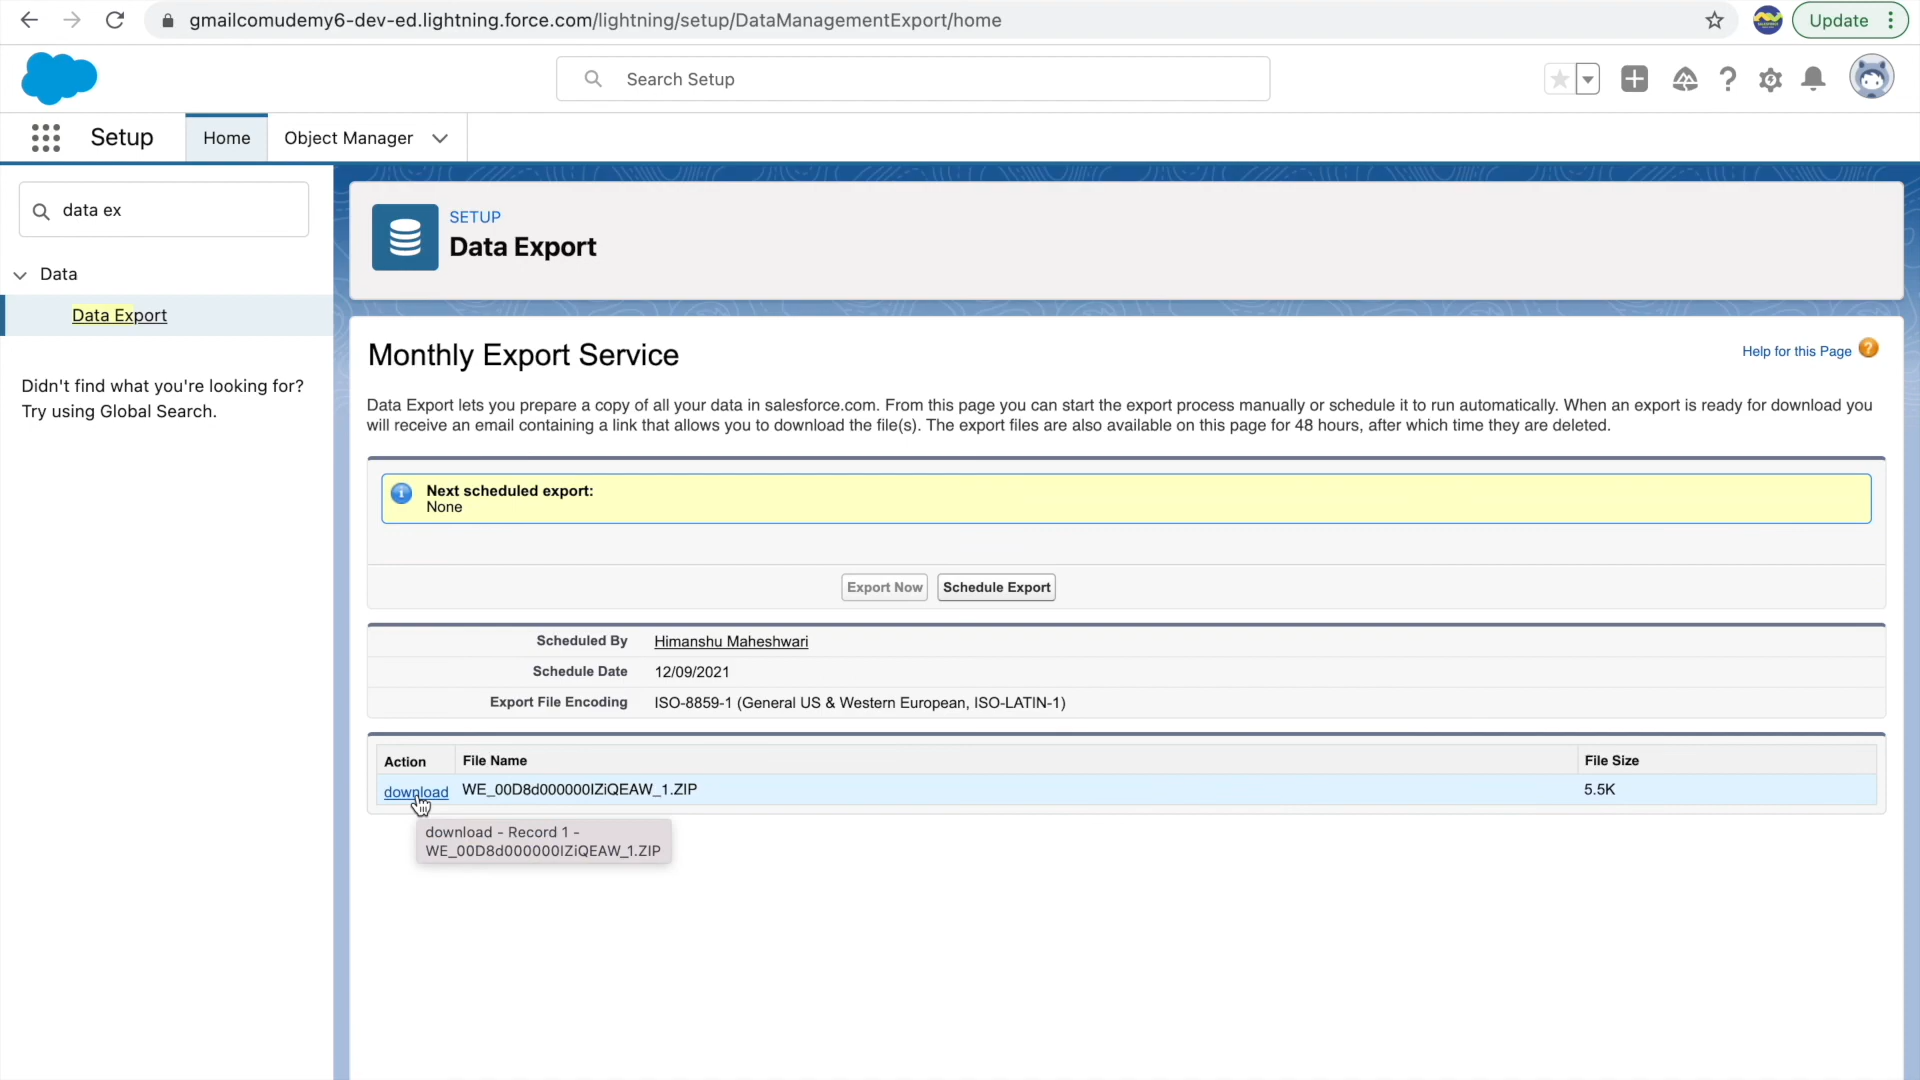 gmailcomudemy6-dev-ed.lightning.force.com/lightning/setup/DataManagementExport/home
Update
Search Setup
Setup
Home
Object Manager
data ex
Data
Data Export
Didn't find what you're looking for?
Try using Global Search.
SETUP
Data Export
Monthly Export Service
Help for this Page
Data Export lets you prepare a copy of all your data in salesforce.com. From this page you can start the export process manually or schedule it to run automatically. When an export is ready for download you
will receive an email containing a link that allows you to download the file(s). The export files are also available on this page for 48 hours, after which time they are deleted.
Next scheduled export:
None
Export Now
Schedule Export
Scheduled By Himanshu Maheshwari
Schedule Date 12/09/2021
Export File Encoding ISO-8859-1 (General US & Western European, ISO-LATIN-1)
Action File Name File Size
download WE_00D8d000000IZiQEAW_1.ZIP 5.5K
download - Record 1 -
WE_00D8d000000IZiQEAW_1.ZIP